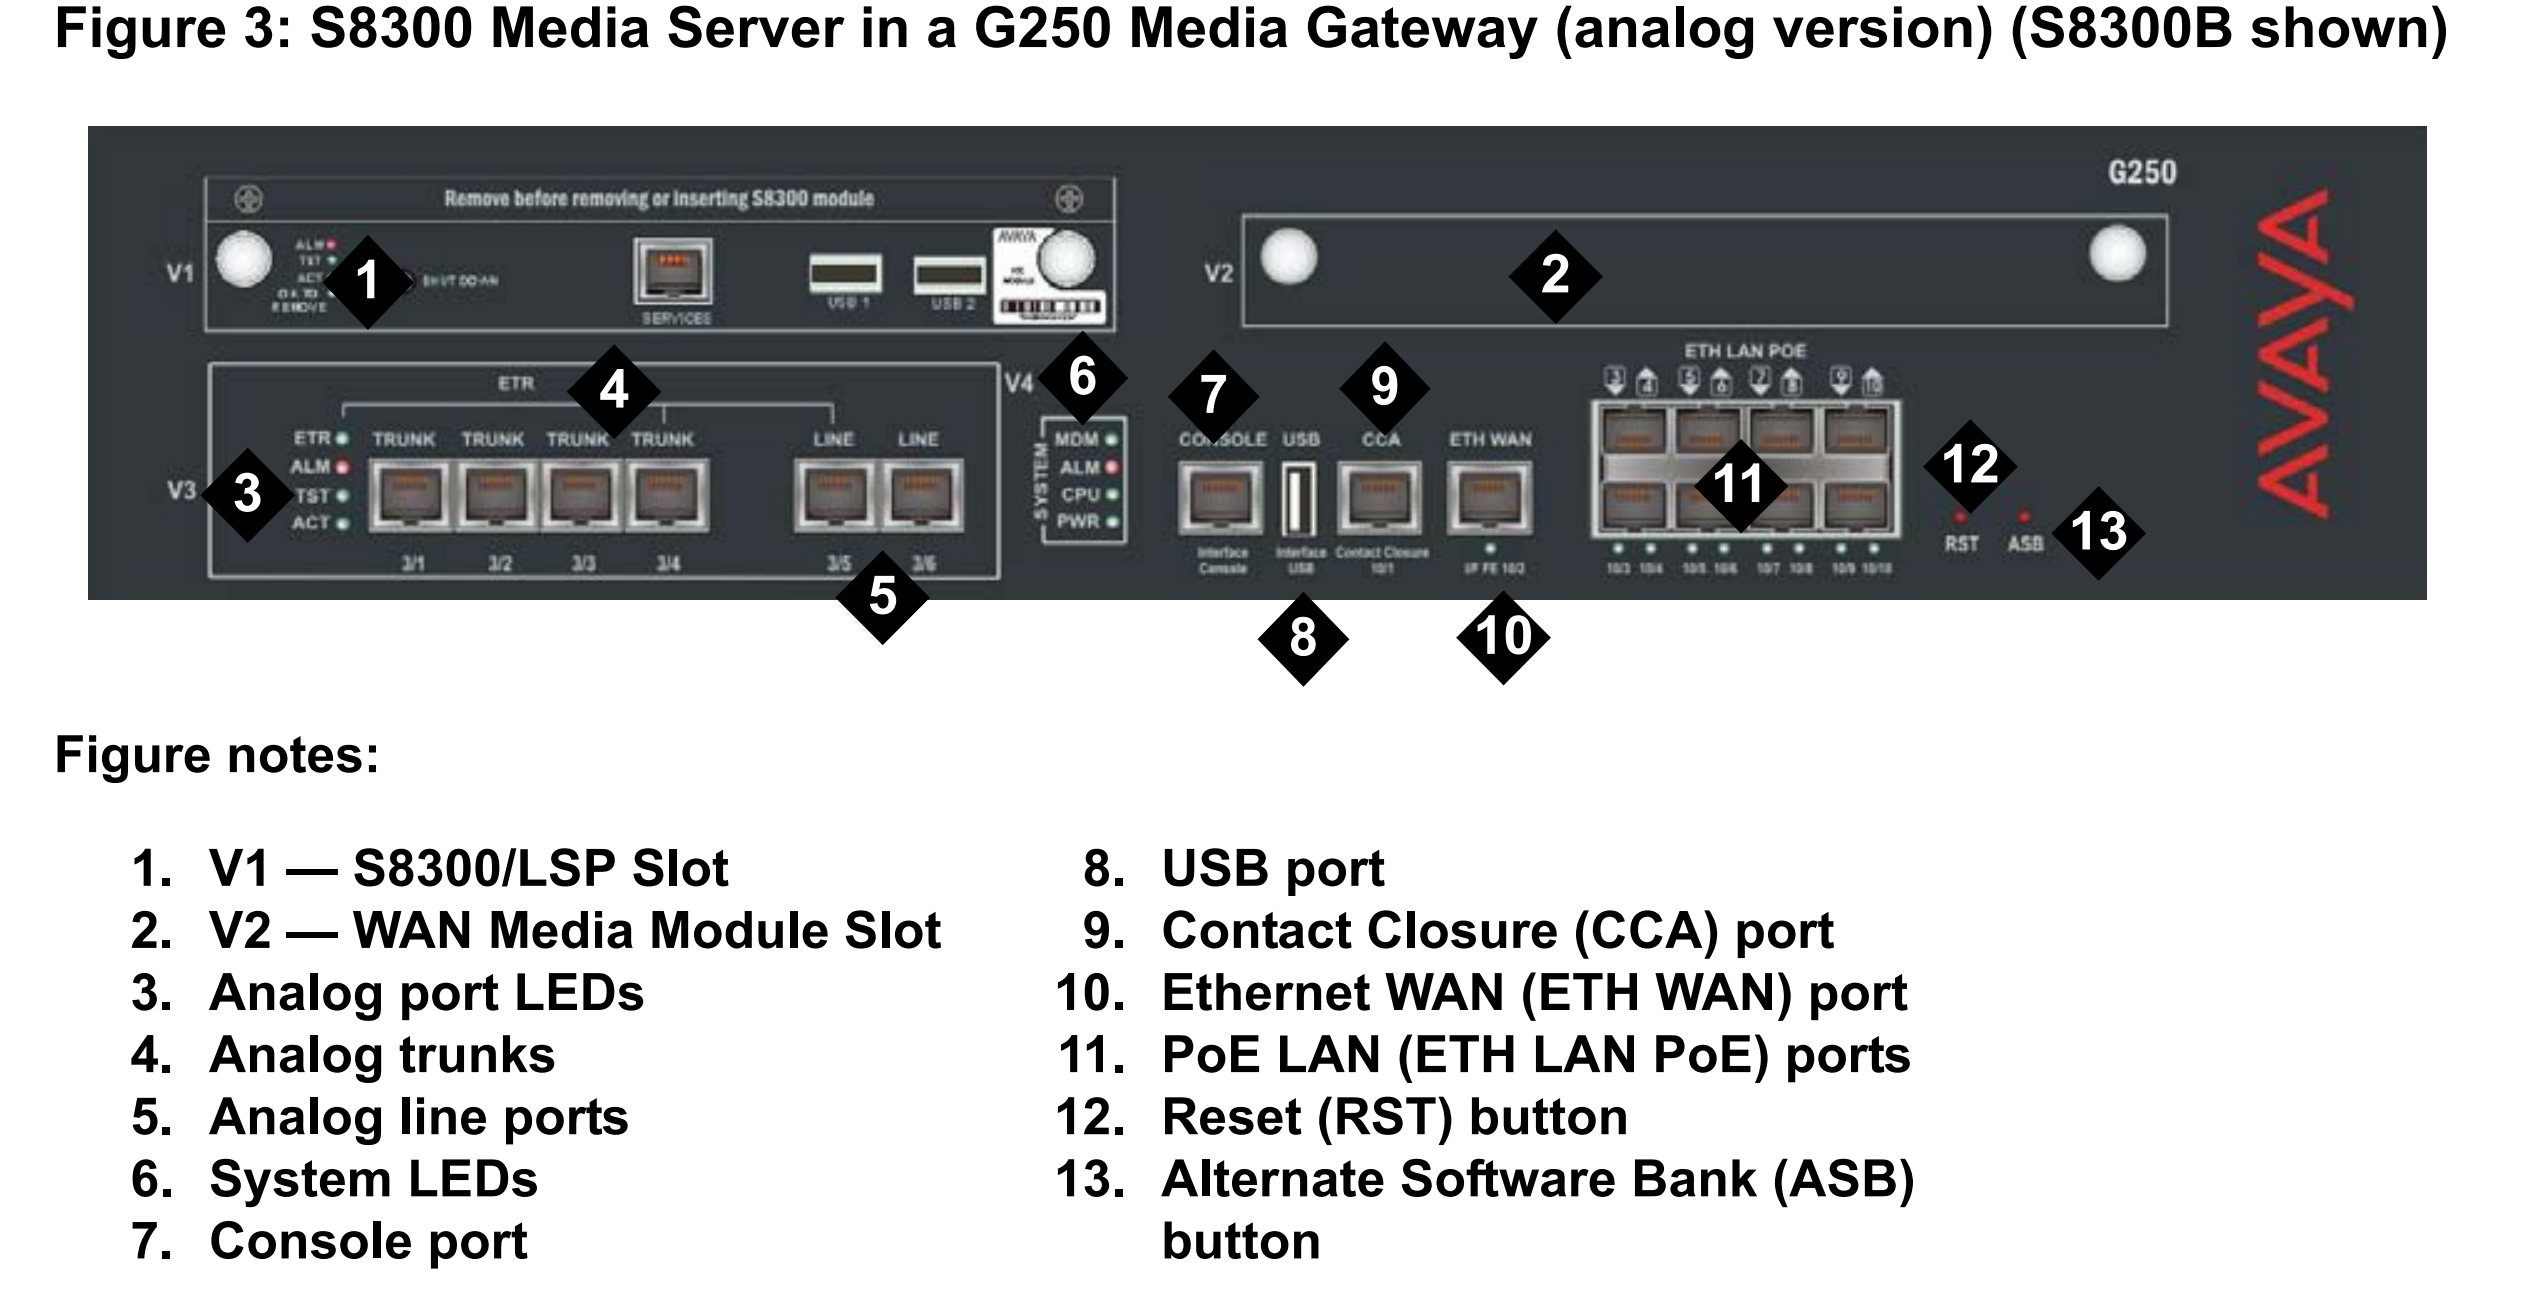 Figure 3: S8300 Media Server in a G250 Media Gateway (analog version) (S8300B shown)
G250
AVAYA
Remove before removing or inserting S8300 module
V1
ALM
TST
ACT
OK TO
REMOVE
1
SHUT DOWN
SERVICES
USB 1
USB 2
AVAYA
MODULE
V2
2
ETR
4
V4
6
7
9
ETH LAN POE
3 4 5 6 7 8 9 10
V3
3
ETR
ALM
TST
ACT
TRUNK TRUNK TRUNK TRUNK LINE LINE
3/1 3/2 3/3 3/4 3/5 3/6
5
SYSTEM
MDM
ALM
CPU
PWR
CONSOLE USB CCA ETH WAN
Interface Console
Interface USB
Contact Closure 10/1
I/F FE 10/2
8
10
11
10/3 10/4 10/5 10/6 10/7 10/8 10/9 10/10
12
RST
ASB
13
Figure notes:
1. V1 — S8300/LSP Slot
2. V2 — WAN Media Module Slot
3. Analog port LEDs
4. Analog trunks
5. Analog line ports
6. System LEDs
7. Console port
8. USB port
9. Contact Closure (CCA) port
10. Ethernet WAN (ETH WAN) port
11. PoE LAN (ETH LAN PoE) ports
12. Reset (RST) button
13. Alternate Software Bank (ASB)
button